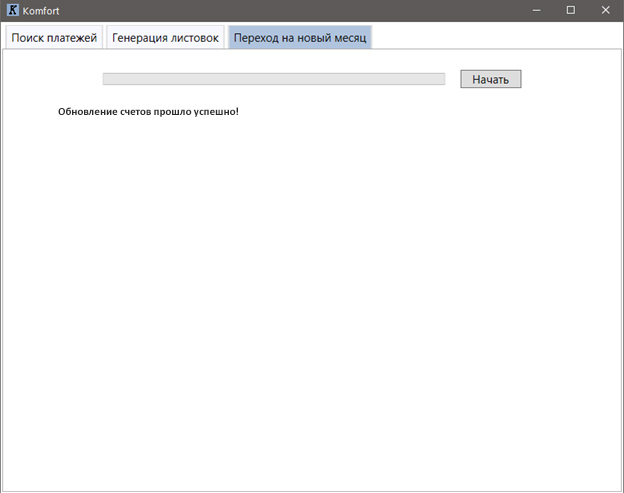 K Komfort
Поиск платежей Генерация листовок Переход на новый месяц
Начать
Обновление счетов прошло успешно!